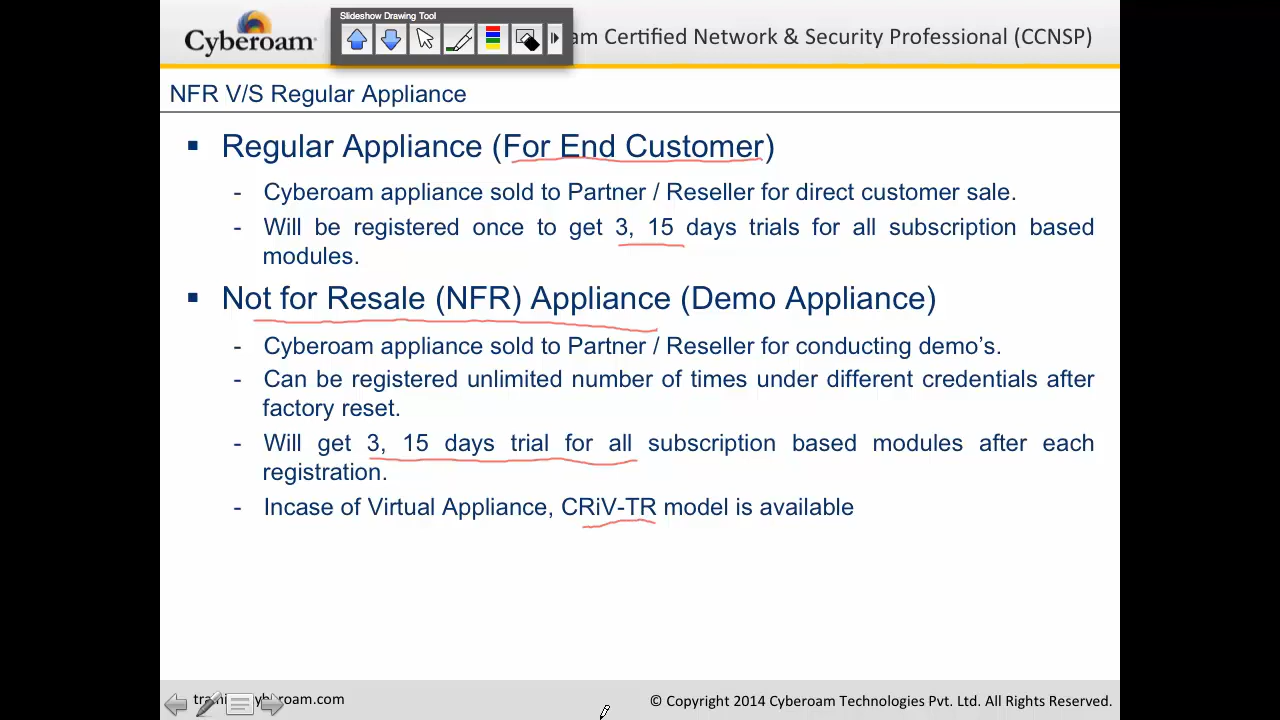 Slideshow Drawing Tool
Cyberoam
am Certified Network & Security Professional (CCNSP)
NFR V/S Regular Appliance
▪ Regular Appliance (For End Customer)
- Cyberoam appliance sold to Partner / Reseller for direct customer sale.
- Will be registered once to get 3, 15 days trials for all subscription based
modules.
▪ Not for Resale (NFR) Appliance (Demo Appliance)
- Cyberoam appliance sold to Partner / Reseller for conducting demo’s.
- Can be registered unlimited number of times under different credentials after
factory reset.
- Will get 3, 15 days trial for all subscription based modules after each
registration.
- Incase of Virtual Appliance, CRiV-TR model is available
© Copyright 2014 Cyberoam Technologies Pvt. Ltd. All Rights Reserved.